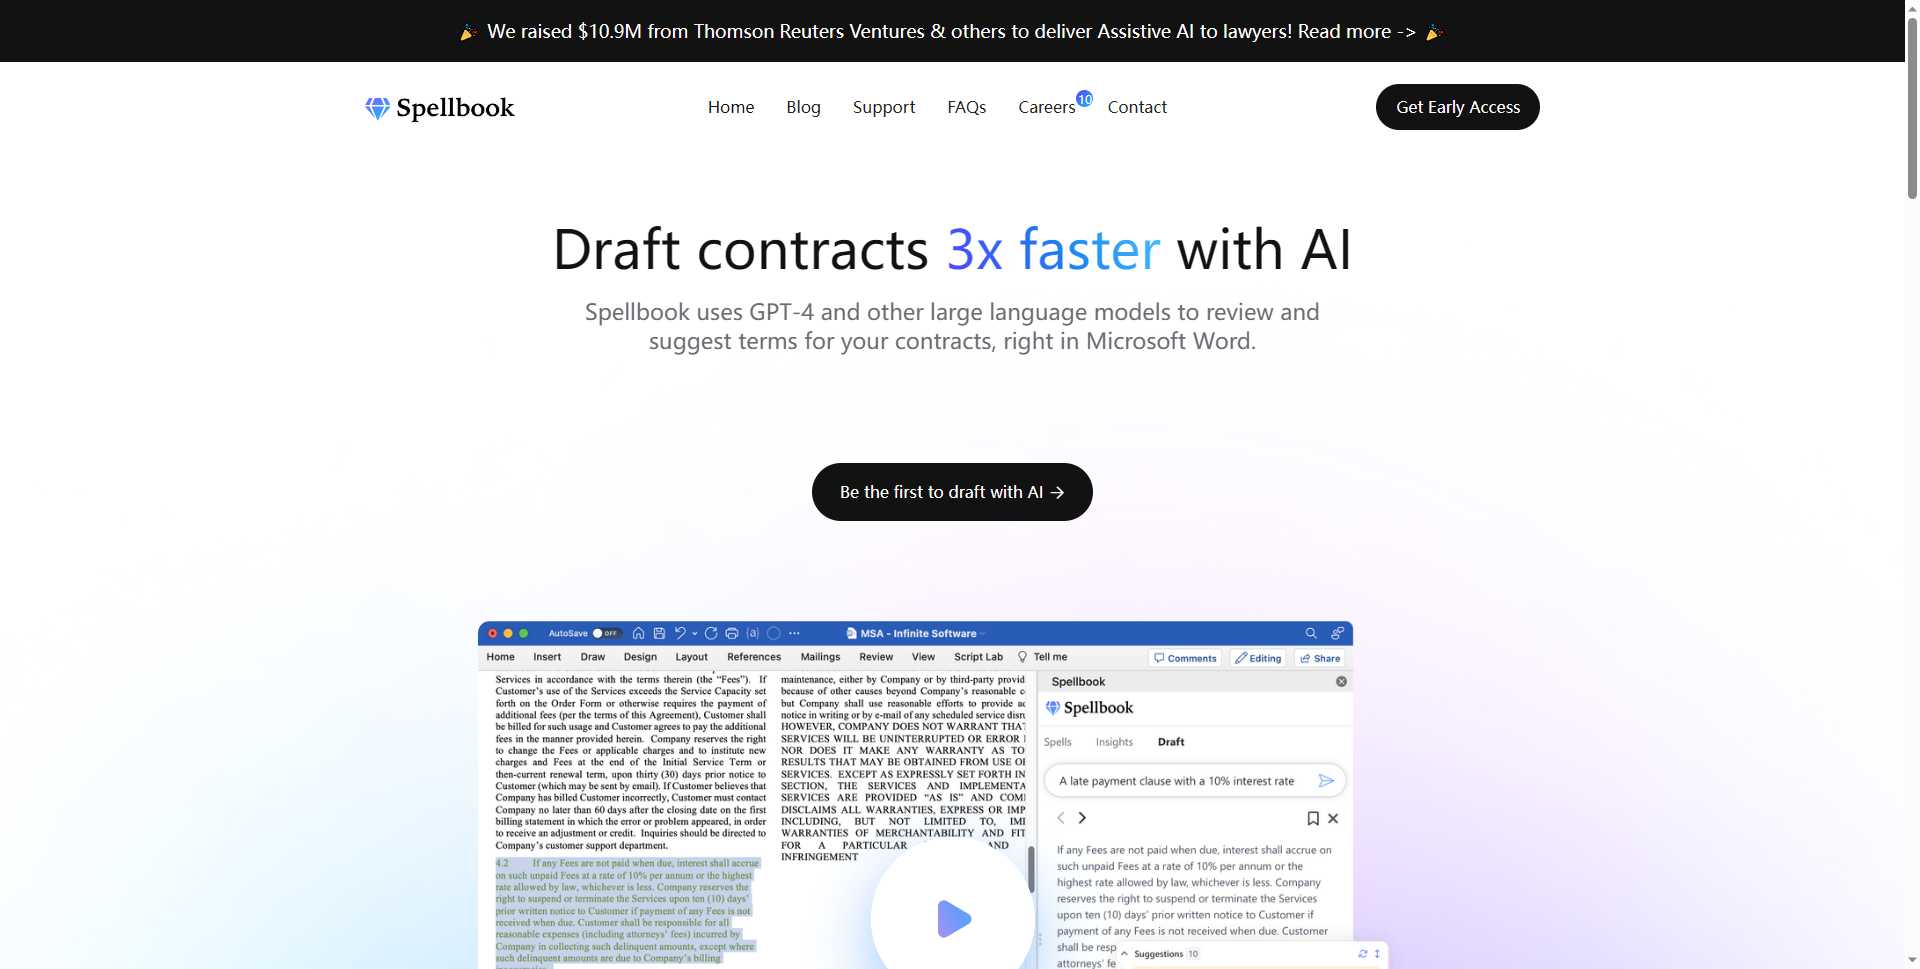 We raised $10.9M from Thomson Reuters Ventures & others to deliver Assistive AI to lawyers! Read more ->
Spellbook
Home Blog Support FAQs Careers 10 Contact
Get Early Access
Draft contracts 3x faster with AI
Spellbook uses GPT-4 and other large language models to review and
suggest terms for your contracts, right in Microsoft Word.
Be the first to draft with AI →
AutoSave OFF MSA - Infinite Software
Home Insert Draw Design Layout References Mailings Review View Script Lab Tell me
Comments Editing Share
Services in accordance with the terms therein (the “Fees”). If
Customer’s use of the Services exceeds the Service Capacity set
forth on the Order Form or otherwise requires the payment of
additional fees (per the terms of this Agreement), Customer shall
be billed for such usage and Customer agrees to pay the additional
fees in the manner provided herein. Company reserves the right
to change the Fees or applicable charges and to institute new
charges and Fees at the end of the Initial Service Term or
then-current renewal term, upon thirty (30) days prior notice to
Customer (which may be sent by email). If Customer believes that
Company has billed Customer incorrectly, Customer must contact
Company no later than 60 days after the closing date on the first
billing statement in which the error or problem appeared, in order
to receive an adjustment or credit. Inquiries should be directed to
Company’s customer support department.
4.2 If any Fees are not paid when due, interest shall accrue
on such unpaid Fees at a rate of 10% per annum or the highest
rate allowed by law, whichever is less. Company reserves the
right to suspend or terminate the Services upon ten (10) days’
prior written notice to Customer if payment of any Fees is not
received when due. Customer shall be responsible for all
reasonable expenses (including attorneys’ fees) incurred by
Company in collecting such delinquent amounts, except where
such delinquent amounts are due to Company’s billing
maintenance, either by Company or by third-party provid
because of other causes beyond Company’s reasonable
but Company shall use reasonable efforts to provide
notice in writing or by e-mail of any scheduled service
HOWEVER, COMPANY DOES NOT WARRANT THAT
SERVICES WILL BE UNINTERRUPTED OR ERROR
NOR DOES IT MAKE ANY WARRANTY AS TO
RESULTS THAT MAY BE OBTAINED FROM USE OF
SERVICES. EXCEPT AS EXPRESSLY SET FORTH IN
SECTION, THE SERVICES AND IMPLEMENTA
SERVICES ARE PROVIDED “AS IS” AND COM
DISCLAIMS ALL WARRANTIES, EXPRESS OR IMP
INCLUDING, BUT NOT LIMITED TO, IM
WARRANTIES OF MERCHANTABILITY AND FIT
FOR A PARTICULAR AND
INFRINGEMENT
Spellbook
Spellbook
Spells Insights Draft
A late payment clause with a 10% interest rate
If any Fees are not paid when due, interest shall accrue on
such unpaid Fees at a rate of 10% per annum or the
highest rate allowed by law, whichever is less. Company
reserves the right to suspend or terminate the Services
upon ten (10) days’ prior written notice to Customer if
payment of any Fees is not received when due. Customer
shall be resp
attorneys’ fe
Suggestions 10